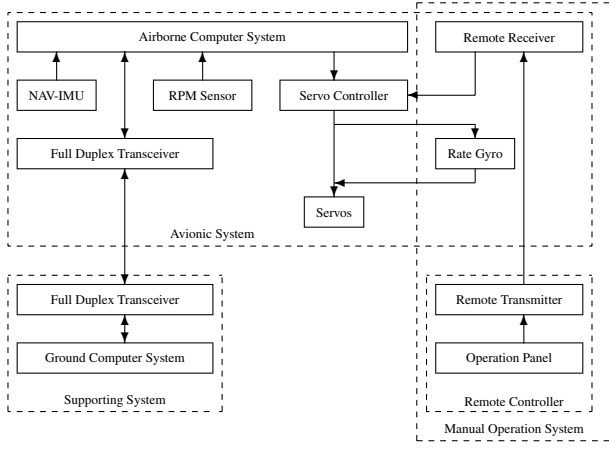 Airborne Computer System
Remote Receiver
NAV-IMU
RPM Sensor
Servo Controller
Full Duplex Transceiver
Rate Gyro
Servos
Avionic System
Full Duplex Transceiver
Remote Transmitter
Ground Computer System
Operation Panel
Supporting System
Remote Controller
Manual Operation System